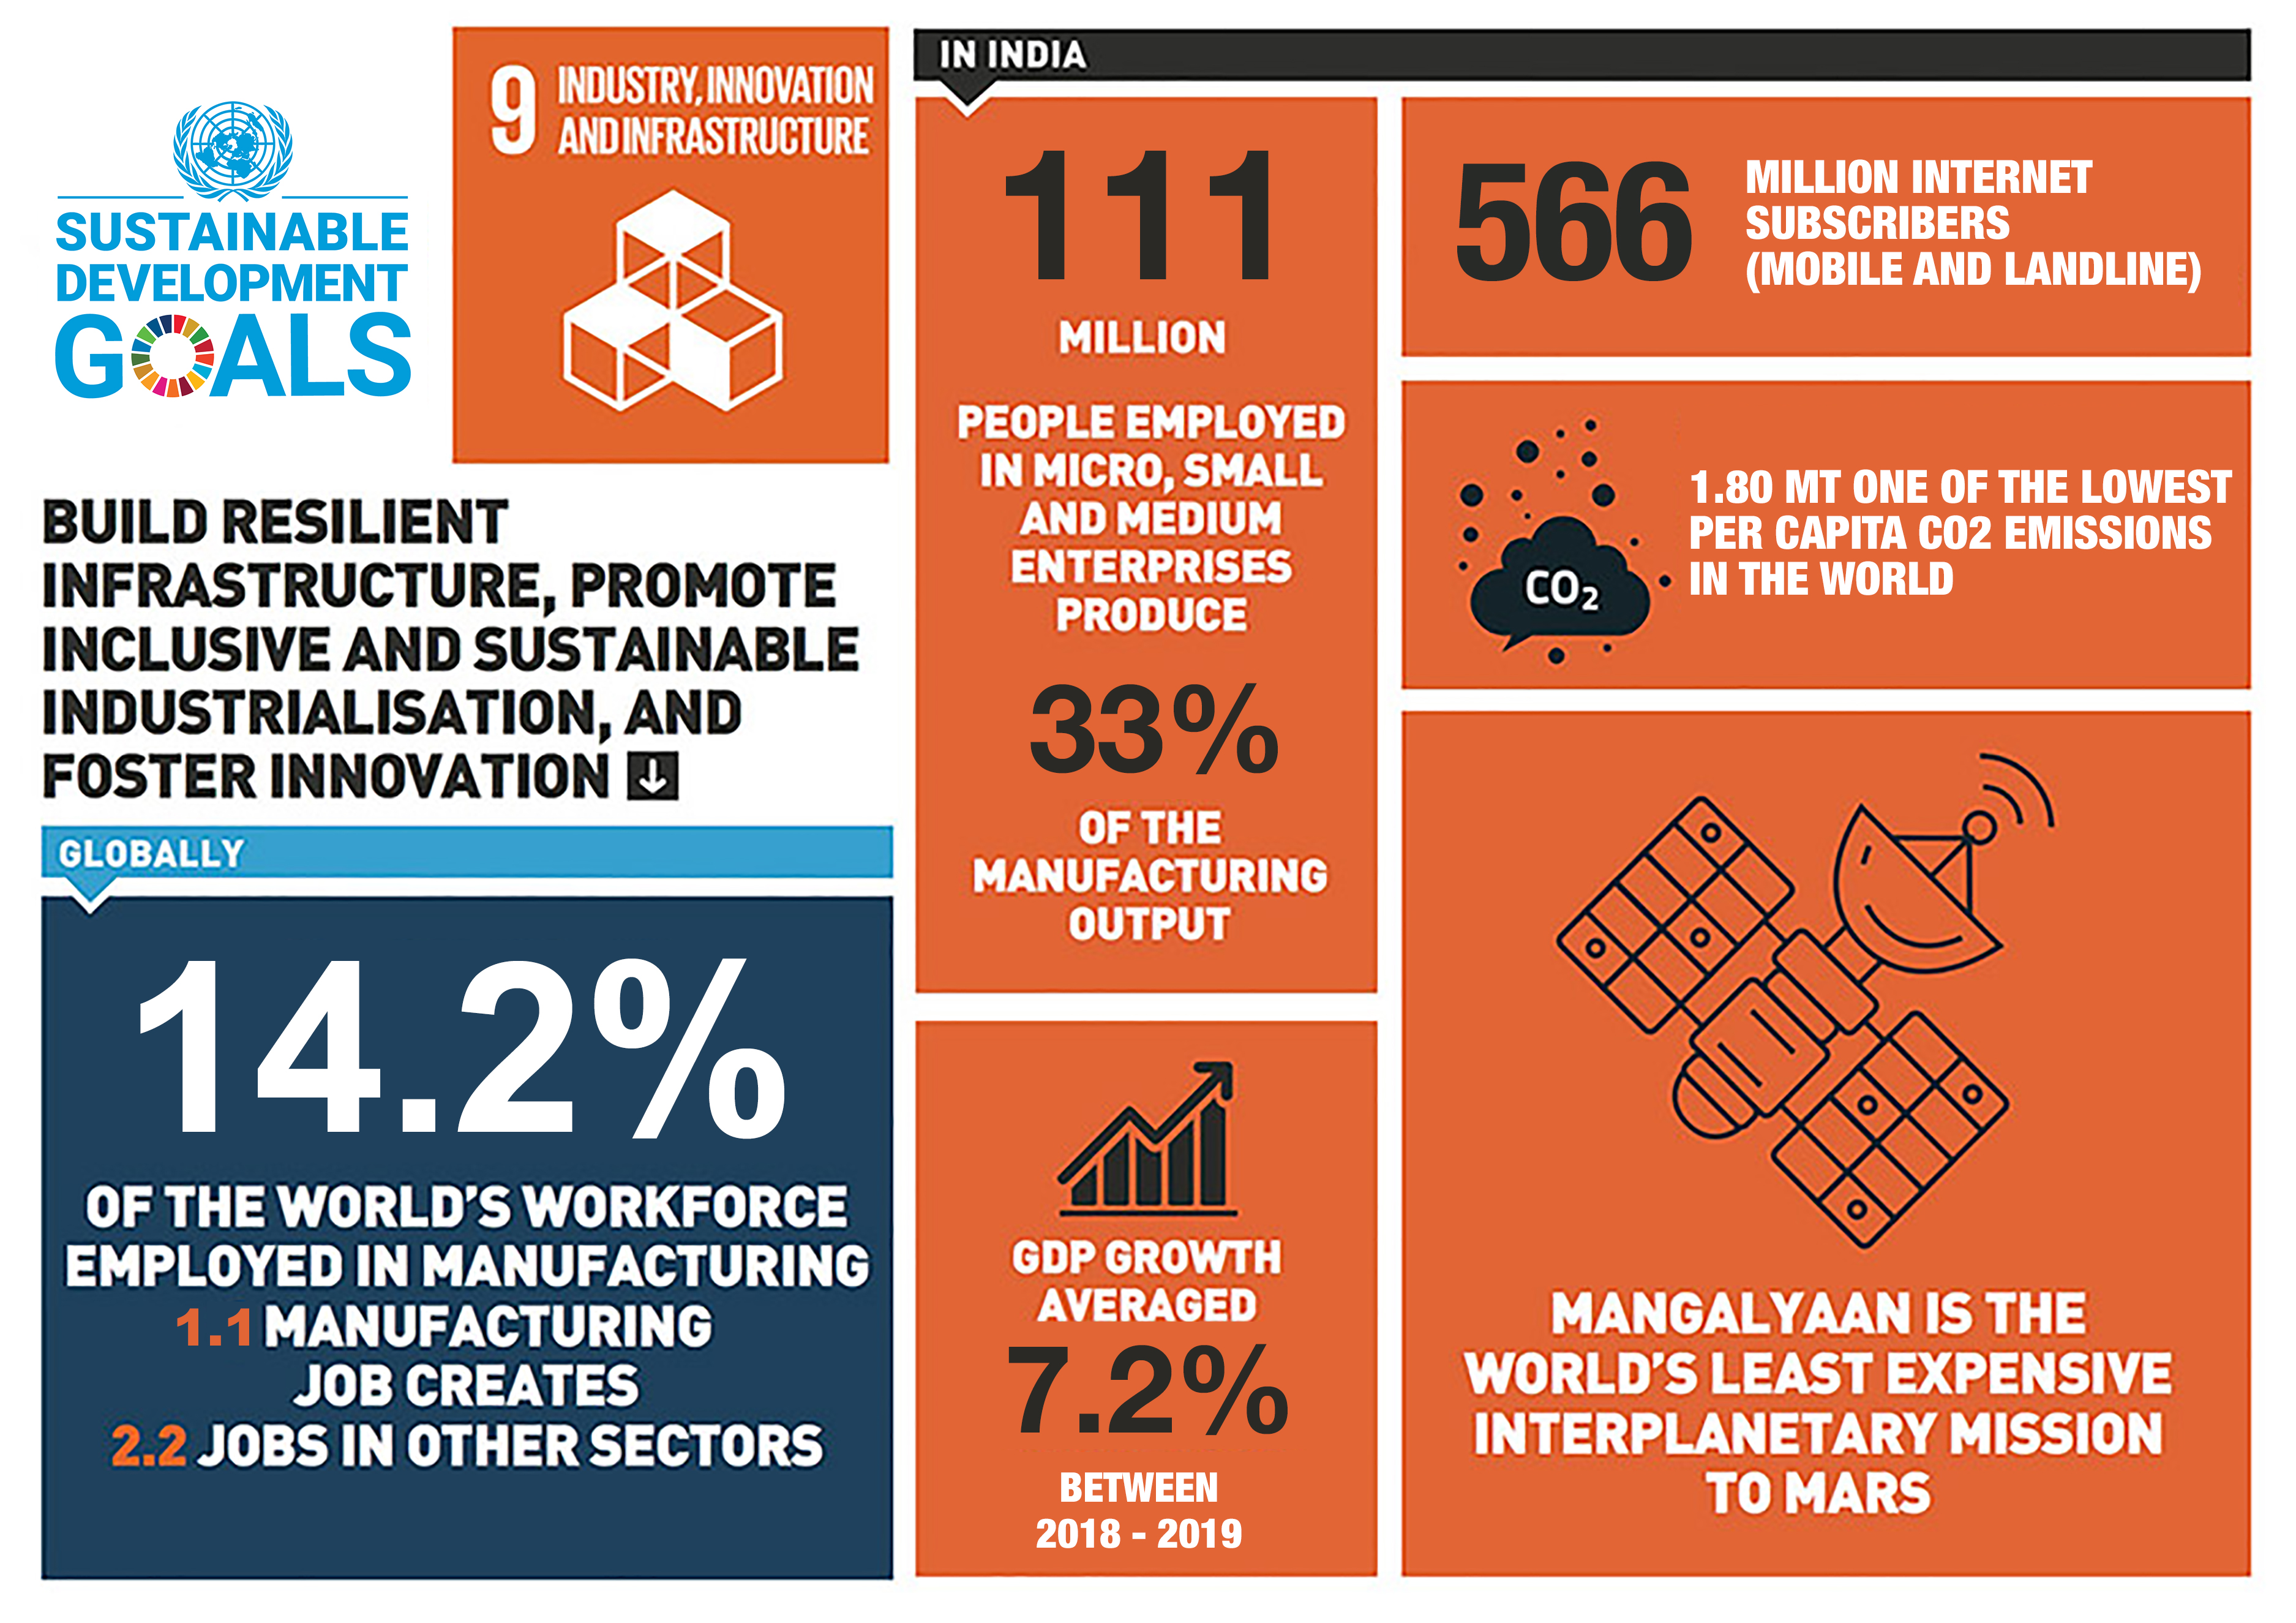 SUSTAINABLE
DEVELOPMENT
GOALS
9 INDUSTRY, INNOVATION
AND INFRASTRUCTURE
BUILD RESILIENT
INFRASTRUCTURE, PROMOTE
INCLUSIVE AND SUSTAINABLE
INDUSTRIALISATION, AND
FOSTER INNOVATION
GLOBALLY
14.2%
OF THE WORLD'S WORKFORCE
EMPLOYED IN MANUFACTURING
1.1 MANUFACTURING
JOB CREATES
2.2 JOBS IN OTHER SECTORS
IN INDIA
111
MILLION
PEOPLE EMPLOYED
IN MICRO, SMALL
AND MEDIUM
ENTERPRISES
PRODUCE
33%
OF THE
MANUFACTURING
OUTPUT
GDP GROWTH
AVERAGED
7.2%
BETWEEN
2018 - 2019
566
MILLION INTERNET
SUBSCRIBERS
(MOBILE AND LANDLINE)
CO2
1.80 MT ONE OF THE LOWEST
PER CAPITA CO2 EMISSIONS
IN THE WORLD
MANGALYAAN IS THE
WORLD'S LEAST EXPENSIVE
INTERPLANETARY MISSION
TO MARS